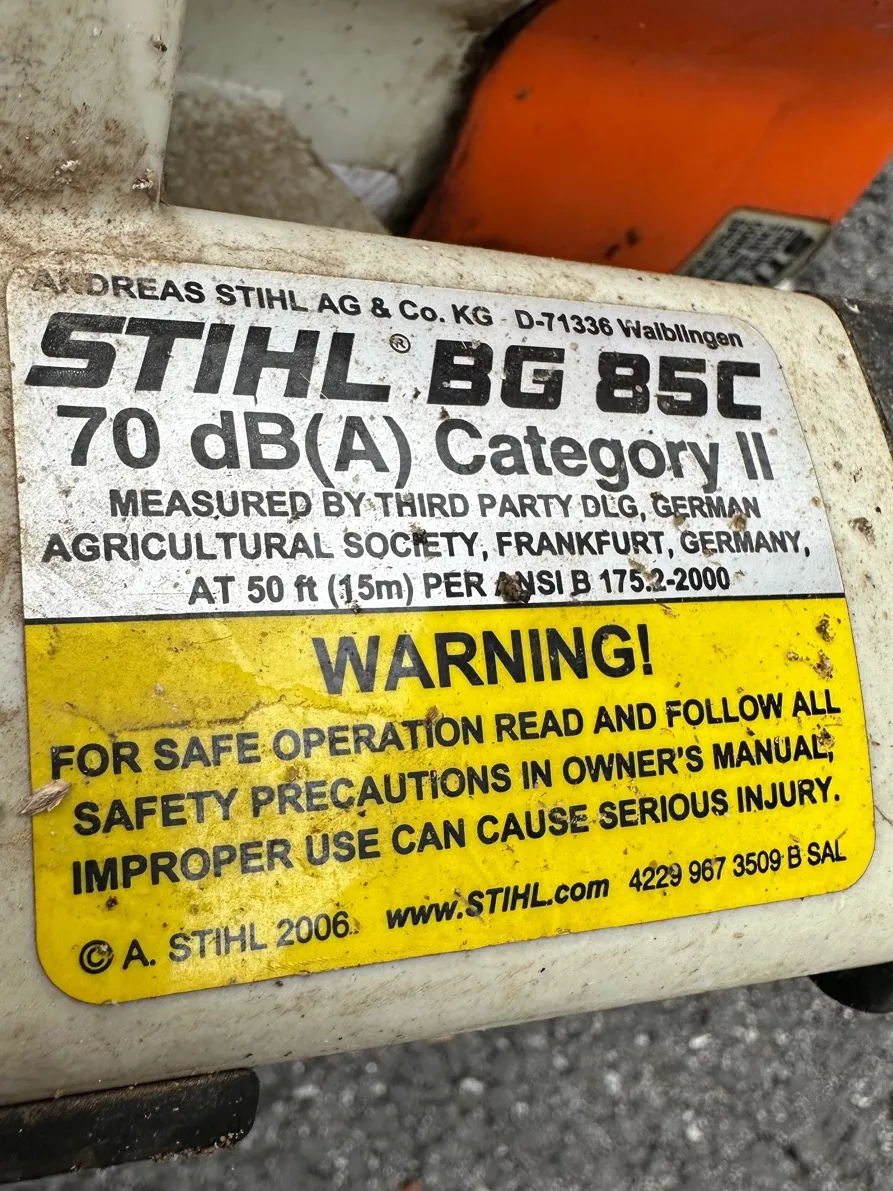 ANDREAS STIHL AG & Co. KG D-71336 Waiblingen
STIHL® BG 85C
70 dB(A) Category II
MEASURED BY THIRD PARTY DLG, GERMAN
AGRICULTURAL SOCIETY, FRANKFURT, GERMANY,
AT 50 ft (15m) PER ANSI B 175.2-2000
WARNING!
FOR SAFE OPERATION READ AND FOLLOW ALL
SAFETY PRECAUTIONS IN OWNER'S MANUAL,
IMPROPER USE CAN CAUSE SERIOUS INJURY.
© A. STIHL 2006 www.STIHL.com 4229 967 3509 B SAL